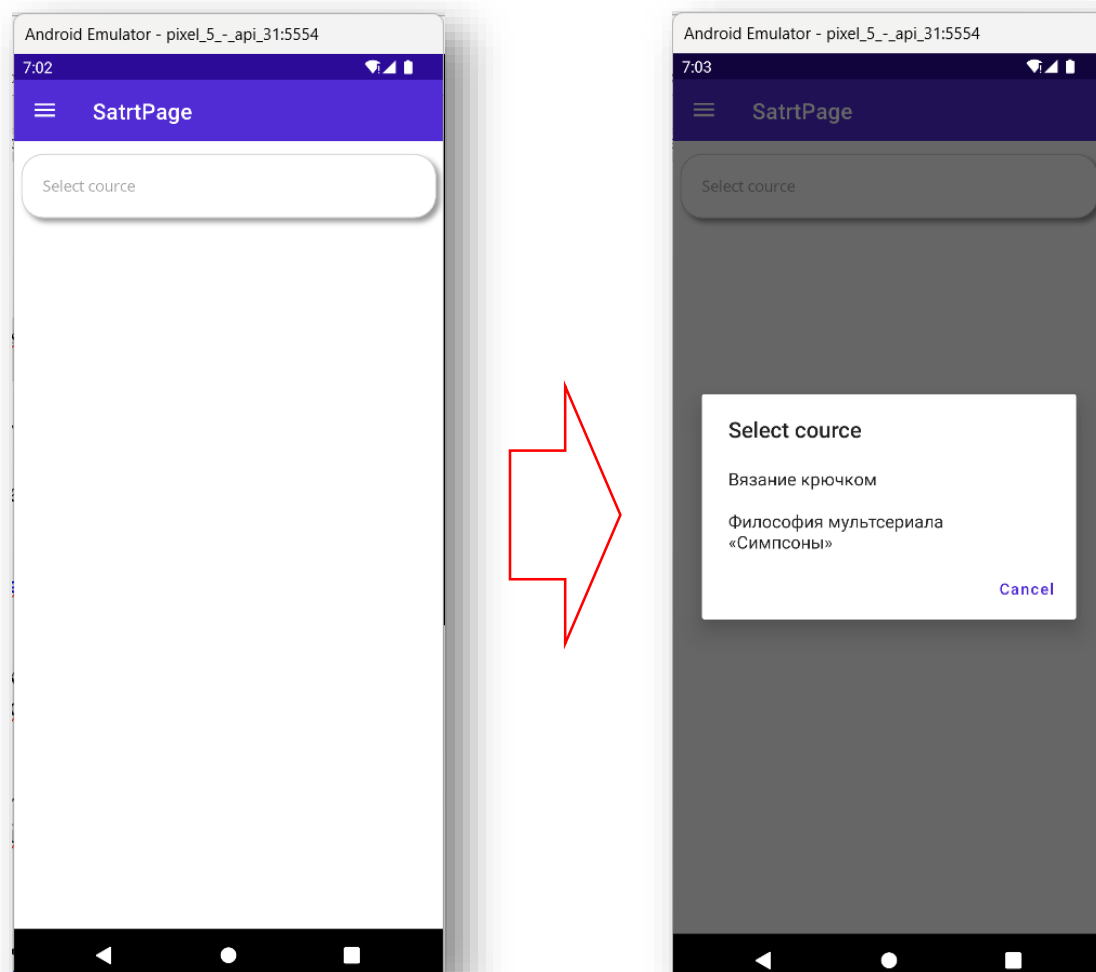 Android Emulator - pixel_5_-_api_31:5554
7:02
SatrtPage
Select cource
Android Emulator - pixel_5_-_api_31:5554
7:03
SatrtPage
Select cource
Select cource
Вязание крючком
Философия мультсериала
«Симпсоны»
Cancel